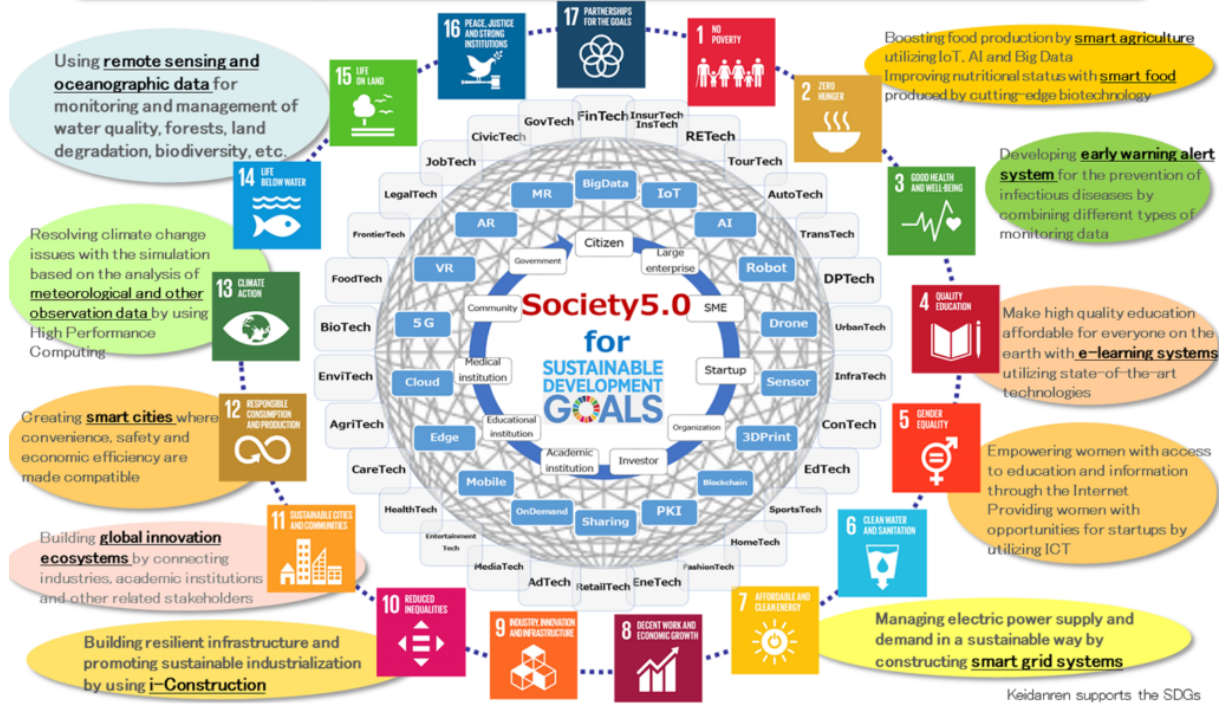 17 PARTNERSHIPS
FOR THE GOALS
16 PEACE, JUSTICE
AND STRONG
INSTITUTIONS
1 NO
POVERTY
15 LIFE
ON LAND
2 ZERO
HUNGER
14 LIFE
BELOW WATER
3 GOOD HEALTH
AND WELL-BEING
13 CLIMATE
ACTION
4 QUALITY
EDUCATION
12 RESPONSIBLE
CONSUMPTION
AND PRODUCTION
5 GENDER
EQUALITY
11 SUSTAINABLE CITIES
AND COMMUNITIES
6 CLEAN WATER
AND SANITATION
10 REDUCED
INEQUALITIES
9 INDUSTRY, INNOVATION
AND INFRASTRUCTURE
8 DECENT WORK AND
ECONOMIC GROWTH
7 AFFORDABLE AND
CLEAN ENERGY
Using remote sensing and
oceanographic data for
monitoring and management of
water quality, forests, land
degradation, biodiversity, etc.
Resolving climate change
issues with the simulation
based on the analysis of
meteorological and other
observation data by using
High Performance
Computing
Creating smart cities where
convenience, safety and
economic efficiency are
made compatible
Building global innovation
ecosystems by connecting
industries, academic institutions
and other related stakeholders
Building resilient infrastructure and
promoting sustainable industrialization
by using i-Construction
Boosting food production by smart agriculture
utilizing IoT, AI and Big Data
Improving nutritional status with smart food
produced by cutting-edge biotechnology
Developing early warning alert
system for the prevention of
infectious diseases by
combining different types of
monitoring data
Make high quality education
affordable for everyone on the
earth with e-learning systems
utilizing state-of-the-art
technologies
Empowering women with access
to education and information
through the Internet
Providing women with
opportunities for startups by
utilizing ICT
Managing electric power supply and
demand in a sustainable way by
constructing smart grid systems
FinTech
InsurTech
InsTech
RETech
TourTech
AutoTech
TransTech
DPTech
UrbanTech
InfraTech
ConTech
EdTech
SportsTech
HomeTech
FashionTech
EneTech
RetailTech
AdTech
MediaTech
Entertainment
Tech
HealthTech
CareTech
AgriTech
EnviTech
BioTech
FoodTech
FrontierTech
LegalTech
JobTech
CivicTech
GovTech
BigData
IoT
AI
Robot
Drone
Sensor
3DPrint
Blockchain
PKI
Sharing
OnDemand
Mobile
Edge
Cloud
5G
VR
AR
MR
Citizen
Large
enterprise
SME
Startup
Organization
Investor
Academic
institution
Educational
institution
Medical
institution
Community
Government
Society5.0
for
SUSTAINABLE
DEVELOPMENT
GOALS
Keidanren supports the SDGs